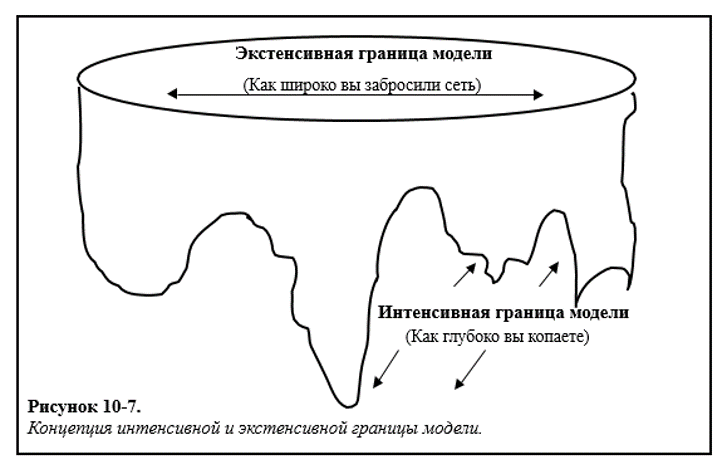 Экстенсивная граница модели
(Как широко вы забросили сеть)
Интенсивная граница модели
(Как глубоко вы копаете)
Рисунок 10-7.
Концепция интенсивной и экстенсивной границы модели.